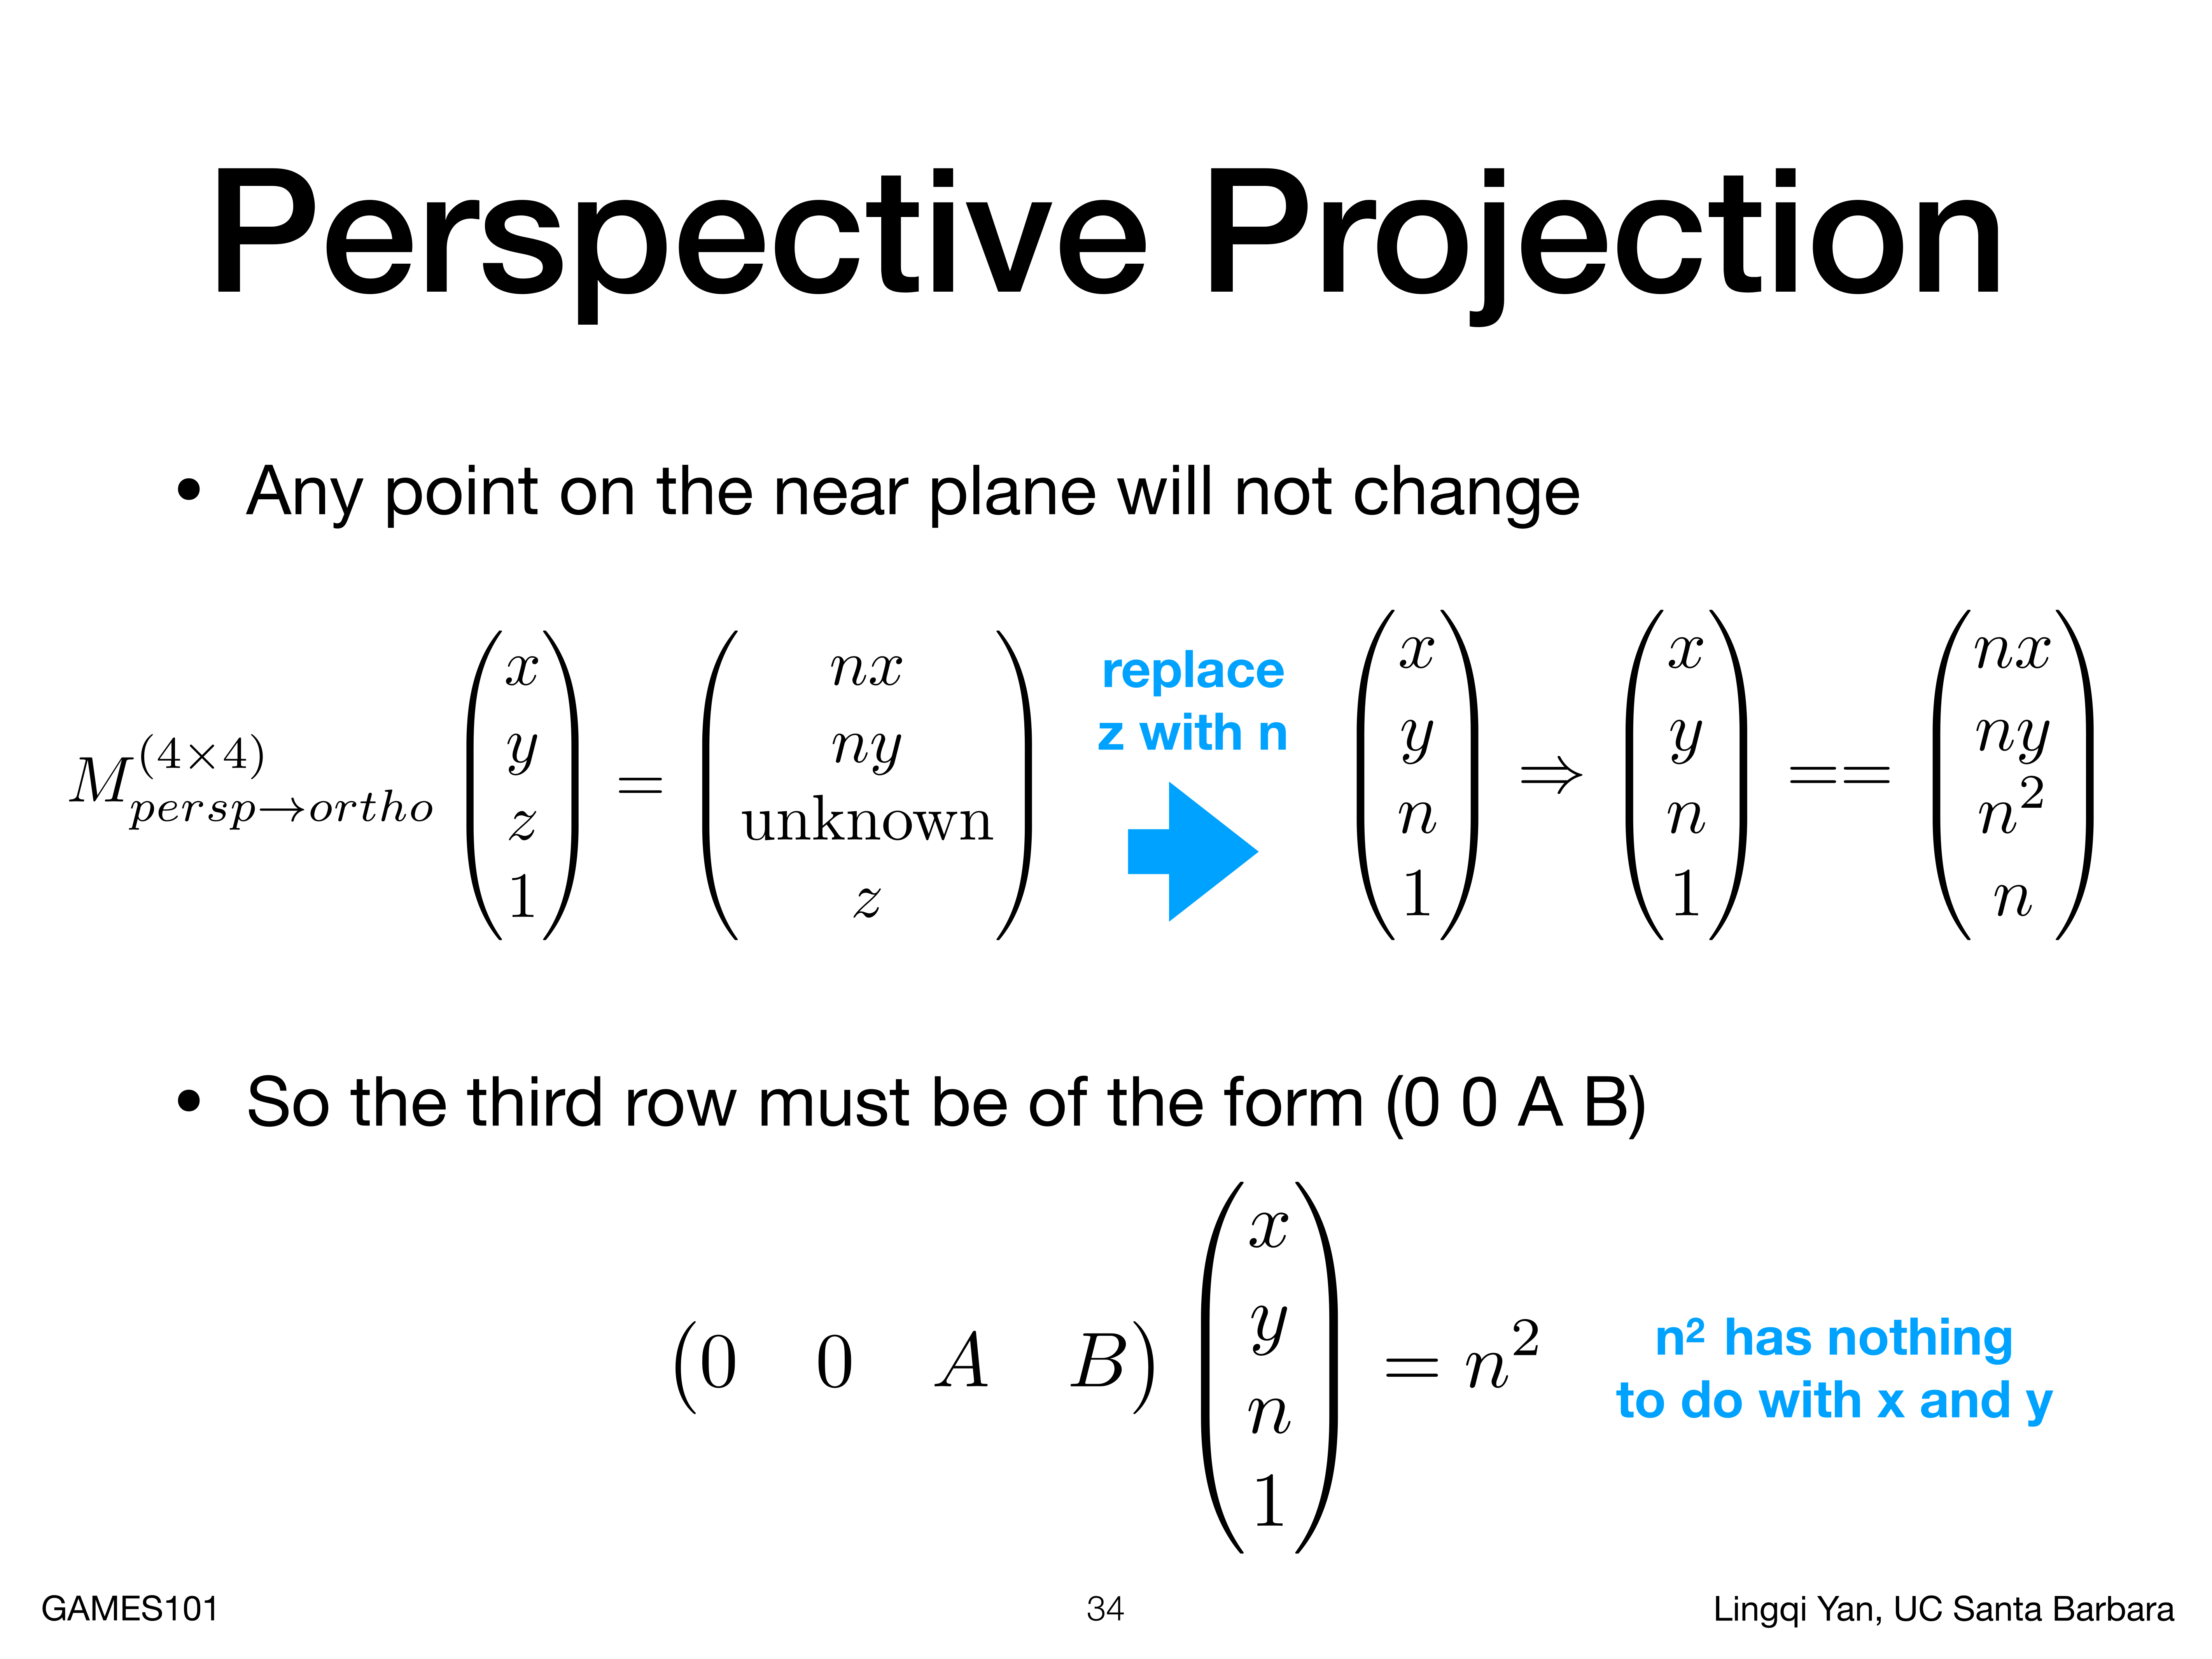 Perspective Projection
• Any point on the near plane will not change
$M_{persp \to ortho}^{(4 \times 4)} \begin{pmatrix} x \\ y \\ z \\ 1 \end{pmatrix} = \begin{pmatrix} nx \\ ny \\ \text{unknown} \\ z \end{pmatrix}$
replace
z with n
$\begin{pmatrix} x \\ y \\ n \\ 1 \end{pmatrix} \Rightarrow \begin{pmatrix} x \\ y \\ n \\ 1 \end{pmatrix} == \begin{pmatrix} nx \\ ny \\ n^2 \\ n \end{pmatrix}$
• So the third row must be of the form (0 0 A B)
$\begin{pmatrix} 0 & 0 & A & B \end{pmatrix} \begin{pmatrix} x \\ y \\ n \\ 1 \end{pmatrix} = n^2$
n² has nothing
to do with x and y
GAMES101
34
Lingqi Yan, UC Santa Barbara